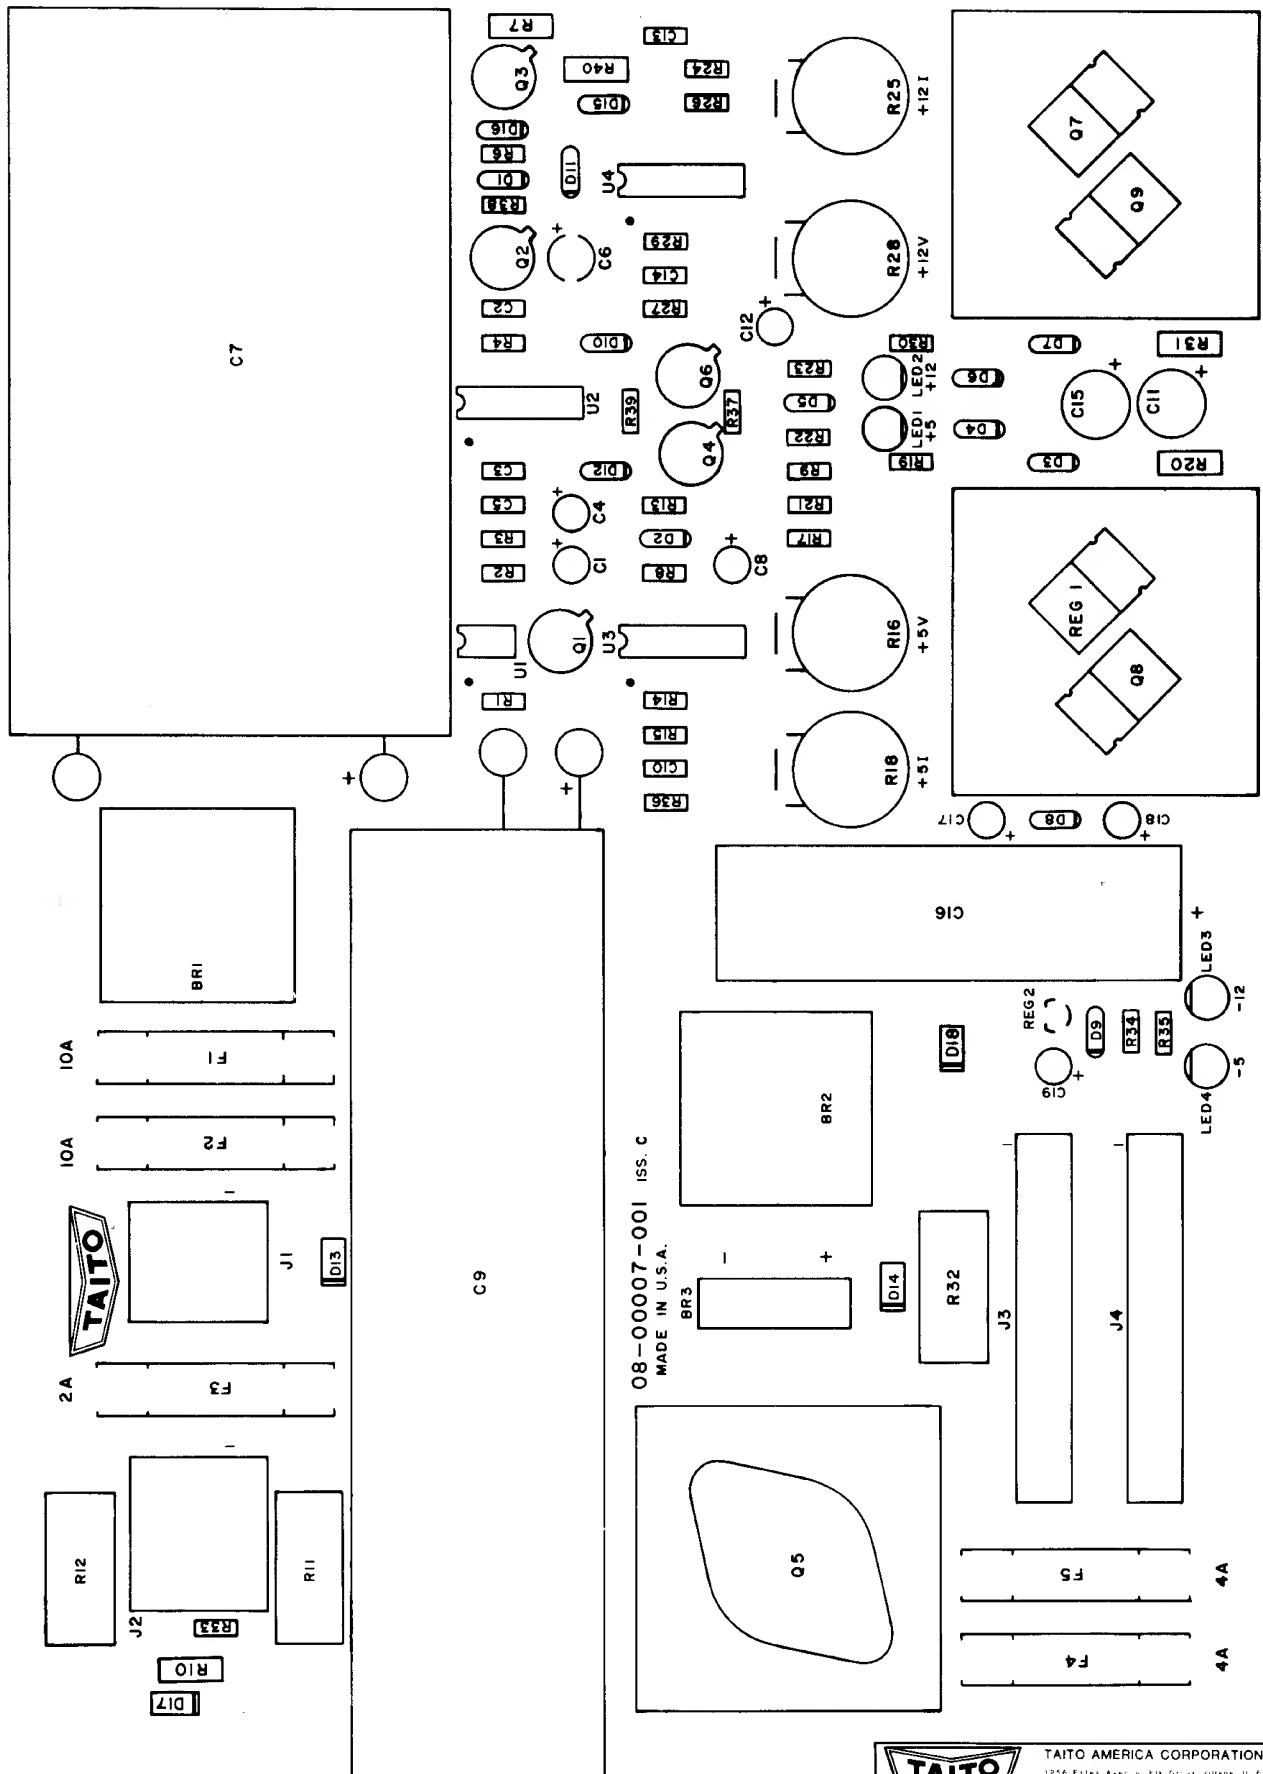 R7
C13
Q3
R40
R24
D15
R26
R25
+12I
Q7
D16
R6
D1
D11
U4
R38
Q9
Q2
+
C6
R29
C14
R28
+12V
C2
R27
C12
+
C7
R4
D10
R30
D7
R31
Q6
R23
LED2
+12
D6
U2
R39
R37
D5
C15
+
C11
+
Q4
R22
LED1
+5
D4
C3
D12
R9
R19
D3
R20
C5
+
C4
R13
R21
R3
+
C1
D2
+
C8
R17
R2
R8
REG 1
U1
Q1
U3
R16
+5V
Q8
R1
R14
R15
+
+
C10
R18
+5I
R36
C17
+
D8
C18
+
C16
+
BR1
LED3
-12
REG2
10A
F1
D18
D9
R34
R35
C19
+
-5
LED4
BR2
10A
F2
08-00007-001 ISS. C
MADE IN U.S.A.
TAITO
-
J1
D13
C9
BR3
-
+
D14
R32
J3
-
J4
-
2A
F3
-
R12
J2
R11
R33
R10
D17
Q5
F5
4A
F4
4A
TAITO
TAITO AMERICA CORPORATION